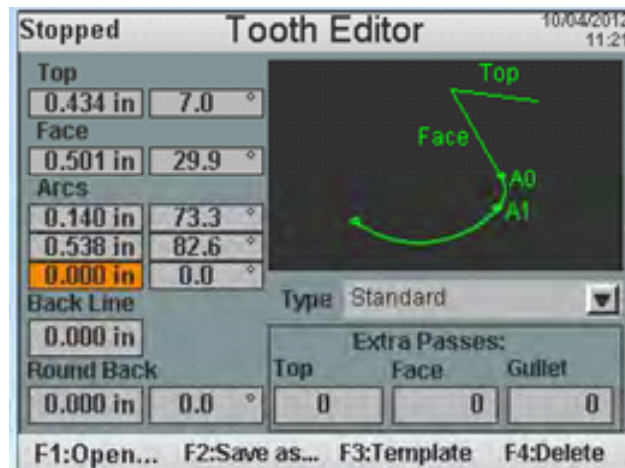 Stopped Tooth Editor 10/04/2012
11:21
Top
0.434 in 7.0 °
Face
0.501 in 29.9 °
Arcs
0.140 in 73.3 °
0.538 in 82.6 °
0.000 in 0.0 °
Back Line
0.000 in
Round Back
0.000 in 0.0 °
Top
Face
A0
A1
Type Standard
Extra Passes:
Top Face Gullet
0 0 0
F1:Open... F2:Save as... F3:Template F4:Delete